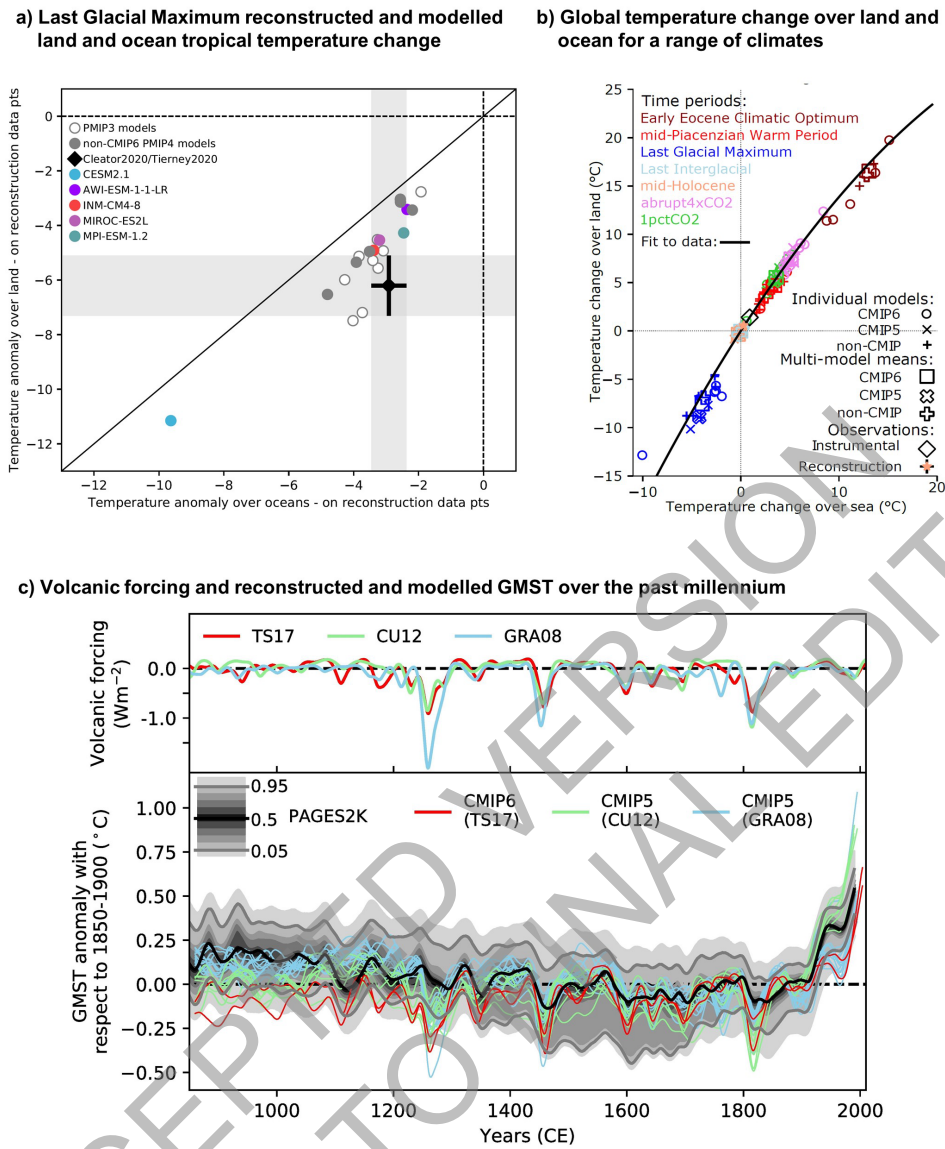 a) Last Glacial Maximum reconstructed and modelled
land and ocean tropical temperature change
b) Global temperature change over land and
ocean for a range of climates
Temperature anomaly over land - on reconstruction data pts
0
−2
−4
−6
−8
−10
−12
PMIP3 models
non-CMIP6 PMIP4 models
Cleator2020/Tierney2020
CESM2.1
AWI-ESM-1-1-LR
INM-CM4-8
MIROC-ES2L
MPI-ESM-1.2
−12 −10 −8 −6 −4 −2 0
Temperature anomaly over oceans - on reconstruction data pts
Temperature change over land (°C)
25
20
15
10
5
0
−5
−10
−15
Time periods:
Early Eocene Climatic Optimum
mid-Piacenzian Warm Period
Last Glacial Maximum
Last Interglacial
mid-Holocene
abrupt4xCO2
1pctCO2
Fit to data:
Individual models:
CMIP6
CMIP5
non-CMIP
Multi-model means:
CMIP6
CMIP5
non-CMIP
Observations:
Instrumental
Reconstruction
−10 0 10 20
Temperature change over sea (°C)
c) Volcanic forcing and reconstructed and modelled GMST over the past millennium
Volcanic forcing
(Wm⁻²)
0.0
−1.0
TS17 CU12 GRA08
GMST anomaly with
respect to 1850-1900 (°C)
1.00
0.75
0.50
0.25
0.00
−0.25
−0.50
0.95
0.5 PAGES2K
0.05
CMIP6 CMIP5 CMIP5
(TS17) (CU12) (GRA08)
1000 1200 1400 1600 1800 2000
Years (CE)
VERSION
EDIT